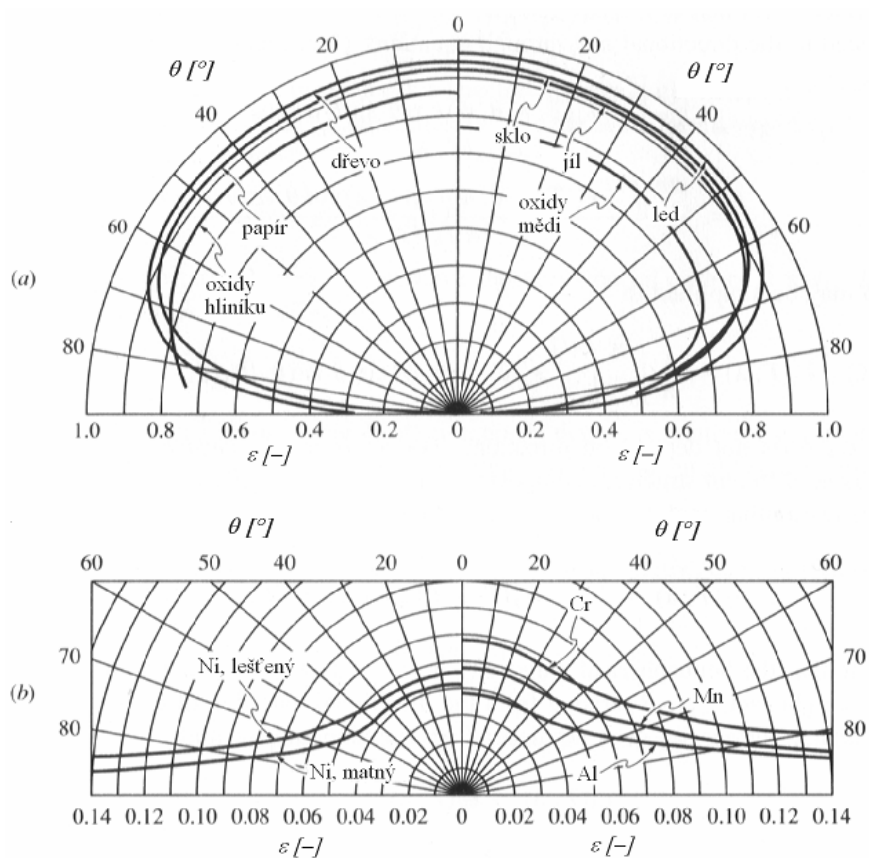 0
20
20
θ [°]
θ [°]
40
40
sklo
dřevo
jíl
oxidy
mědi
led
papír
60
60
oxidy
hliníku
(a)
80
80
1.0 0.8 0.6 0.4 0.2 0 0.2 0.4 0.6 0.8 1.0
ε [–]
ε [–]
θ [°]
θ [°]
60 50 40 30 20 0 20 30 40 50 60
Cr
Ni, leštený
70
70
(b)
Mn
80
80
Ni, matný
Al
0.14 0.12 0.10 0.08 0.06 0.04 0.02 0 0.02 0.04 0.06 0.08 0.10 0.12 0.14
ε [–]
ε [–]